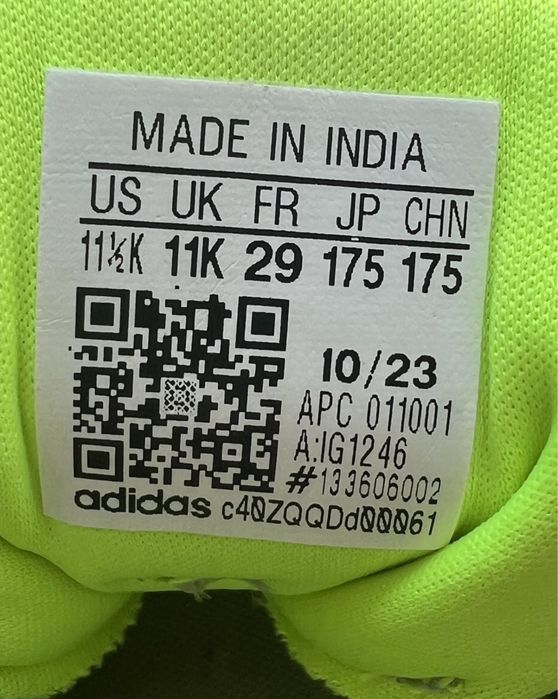 MADE IN INDIA
US UK FR JP CHN
11½K 11K 29 175 175
10/23
APC 011001
A:IG1246
#133606002
adidas c40ZQQDd00061